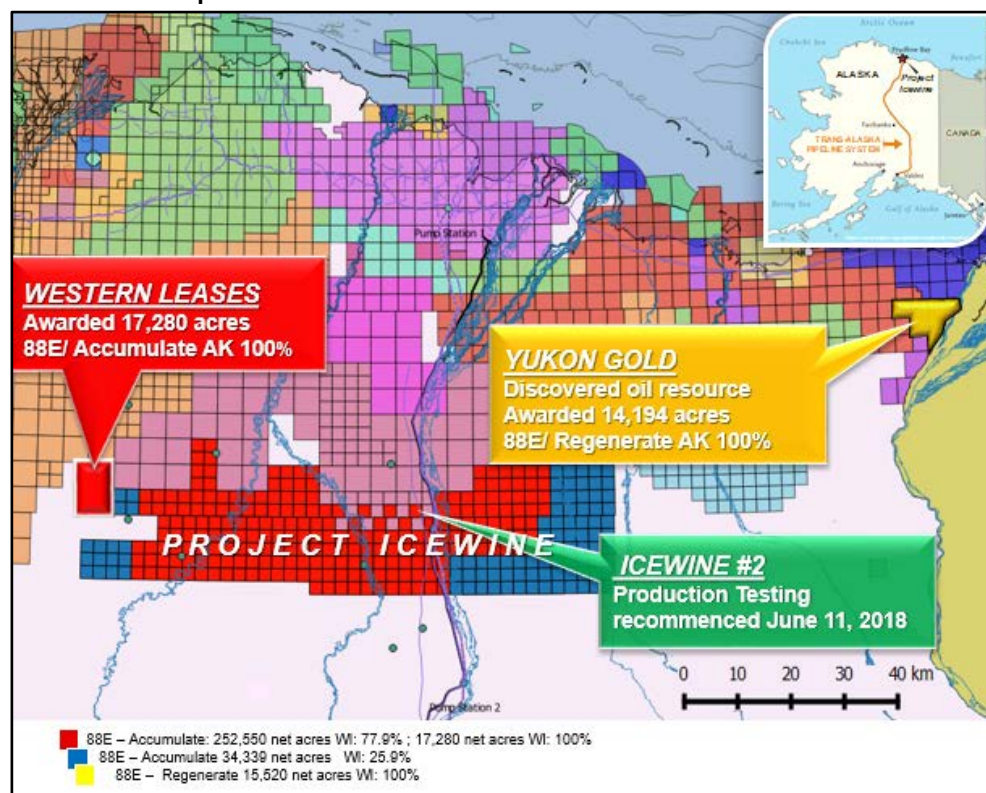 Arctic Ocean
Chukchi Sea
Beaufort
Prudhoe Bay
Project
Icewine
ALASKA
Fairbanks
CANADA
TRANS-ALASKA
PIPELINE SYSTEM
Anchorage
Valdez
Bering Sea
Gulf of Alaska
Juneau
Pump Station 1
WESTERN LEASES
Awarded 17,280 acres
88E/ Accumulate AK 100%
YUKON GOLD
Discovered oil resource
Awarded 14,194 acres
88E/ Regenerate AK 100%
PROJECT ICEWINE
ICEWINE #2
Production Testing
recommenced June 11, 2018
0 10 20 30 40 km
Pump Station 2
88E – Accumulate: 252,550 net acres WI: 77.9% ; 17,280 net acres WI: 100%
88E – Accumulate 34,339 net acres WI: 25.9%
88E – Regenerate 15,520 net acres WI: 100%